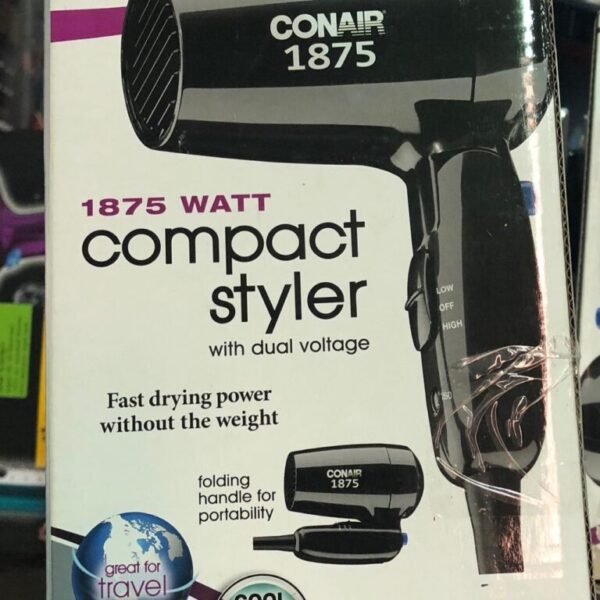 CONAIR
1875
1875 WATT
compact
styler
with dual voltage
LOW
OFF
HIGH
Fast drying power
without the weight
folding
handle for
portability
CONAIR
1875
great for
travel
COOL